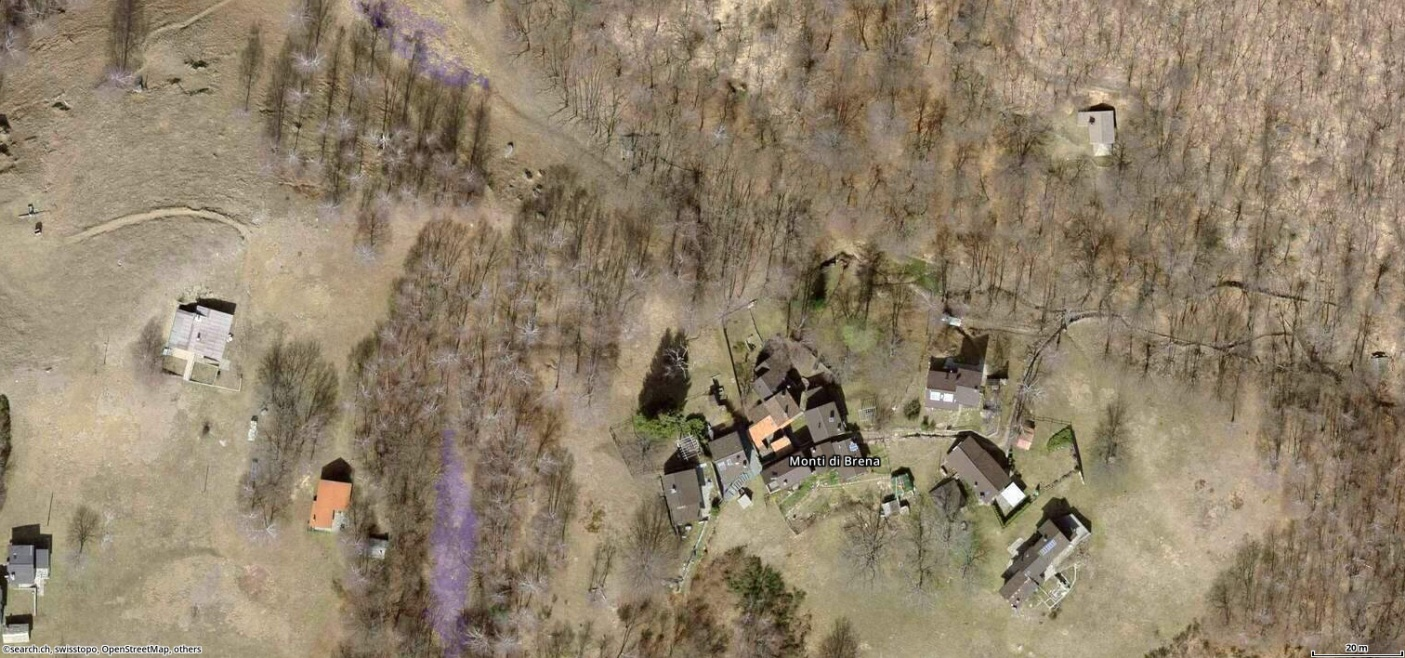 Monti di Brena
©search.ch, swisstopo, OpenStreetMap, others
20 m